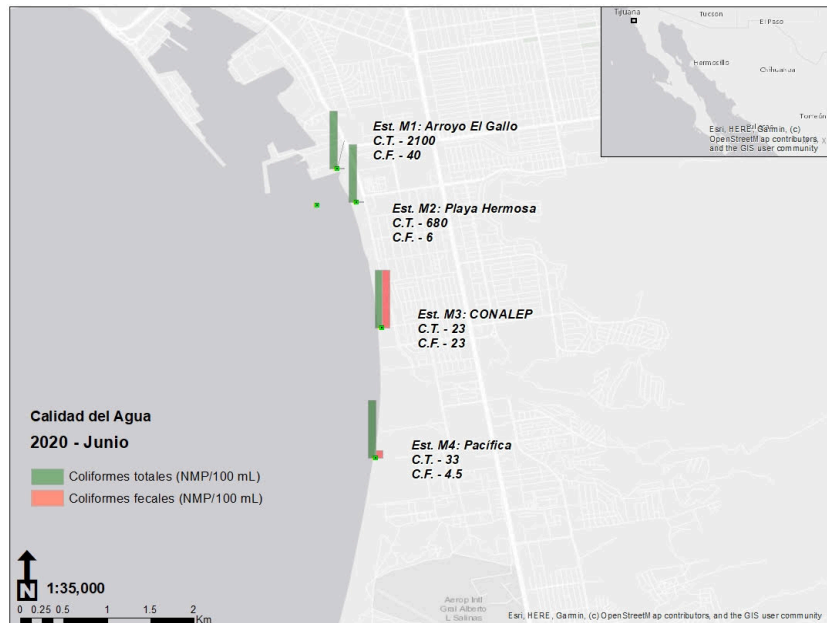 Tijuana
Tucson
El Paso
Hermosillo
Chihuahua
Torreón
Esri, HERE, Garmin, (c)
OpenStreetMap contributors,
and the GIS user community
Est. M1: Arroyo El Gallo
C.T. - 2100
C.F. - 40
Est. M2: Playa Hermosa
C.T. - 680
C.F. - 6
Est. M3: CONALEP
C.T. - 23
C.F. - 23
Est. M4: Pacífica
C.T. - 33
C.F. - 4.5
Calidad del Agua
2020 - Junio
Coliformes totales (NMP/100 mL)
Coliformes fecales (NMP/100 mL)
N
1:35,000
0 0.25 0.5 1 1.5 2
Km
Aerop Intl
Gral Alberto
L Salinas
Esri, HERE, Garmin, (c) OpenStreetMap contributors, and the GIS user community